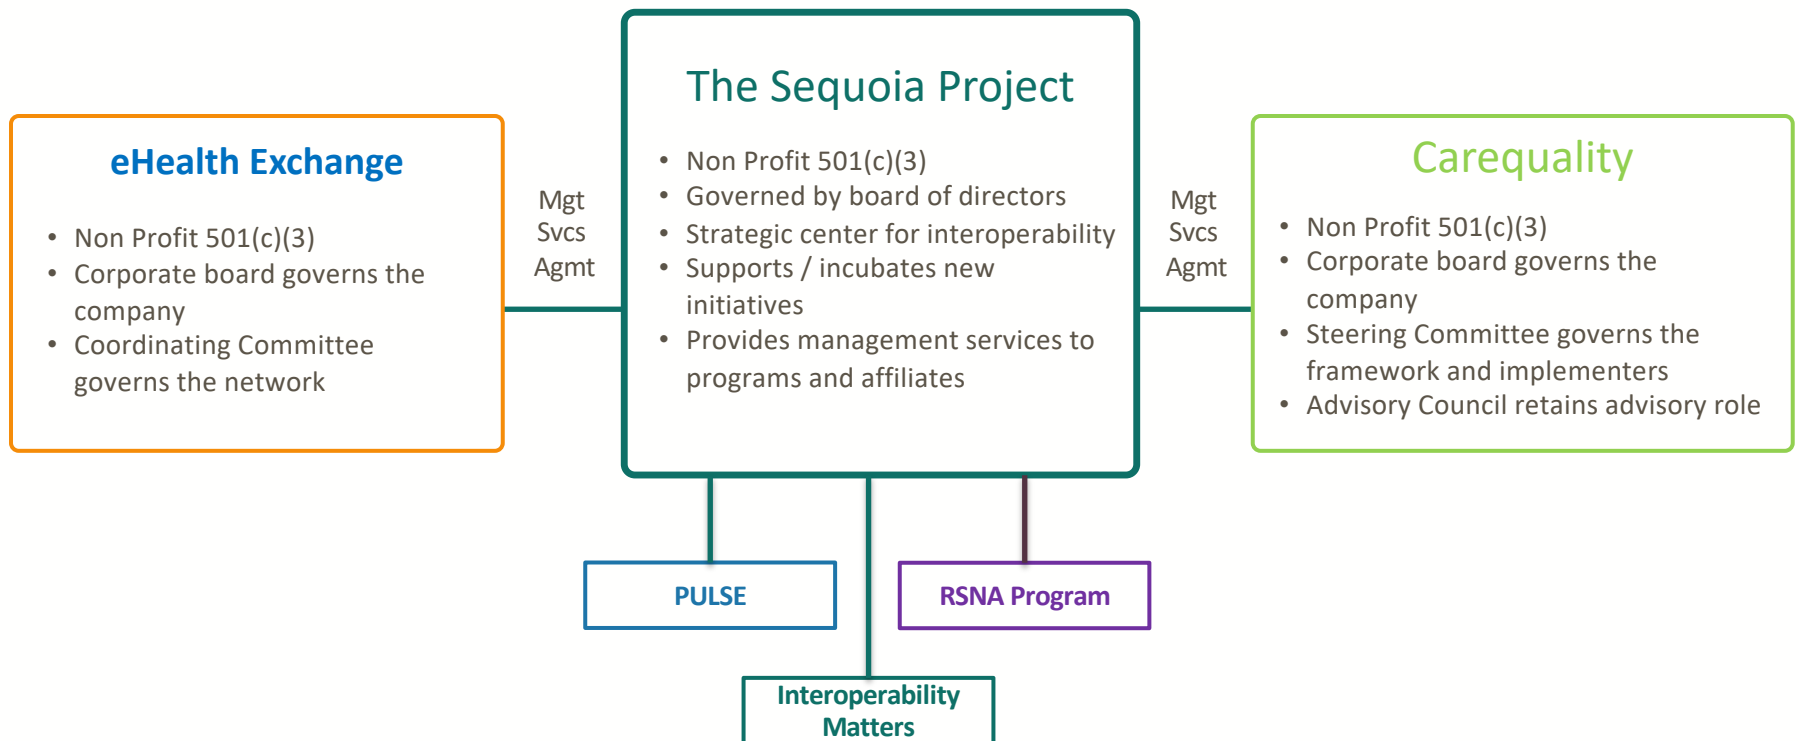 eHealth Exchange
• Non Profit 501(c)(3)
• Corporate board governs the
company
• Coordinating Committee
governs the network
Mgt
Svcs
Agmt
The Sequoia Project
• Non Profit 501(c)(3)
• Governed by board of directors
• Strategic center for interoperability
• Supports / incubates new
initiatives
• Provides management services to
programs and affiliates
Mgt
Svcs
Agmt
Carequality
• Non Profit 501(c)(3)
• Corporate board governs the
company
• Steering Committee governs the
framework and implementers
• Advisory Council retains advisory role
PULSE
RSNA Program
Interoperability
Matters